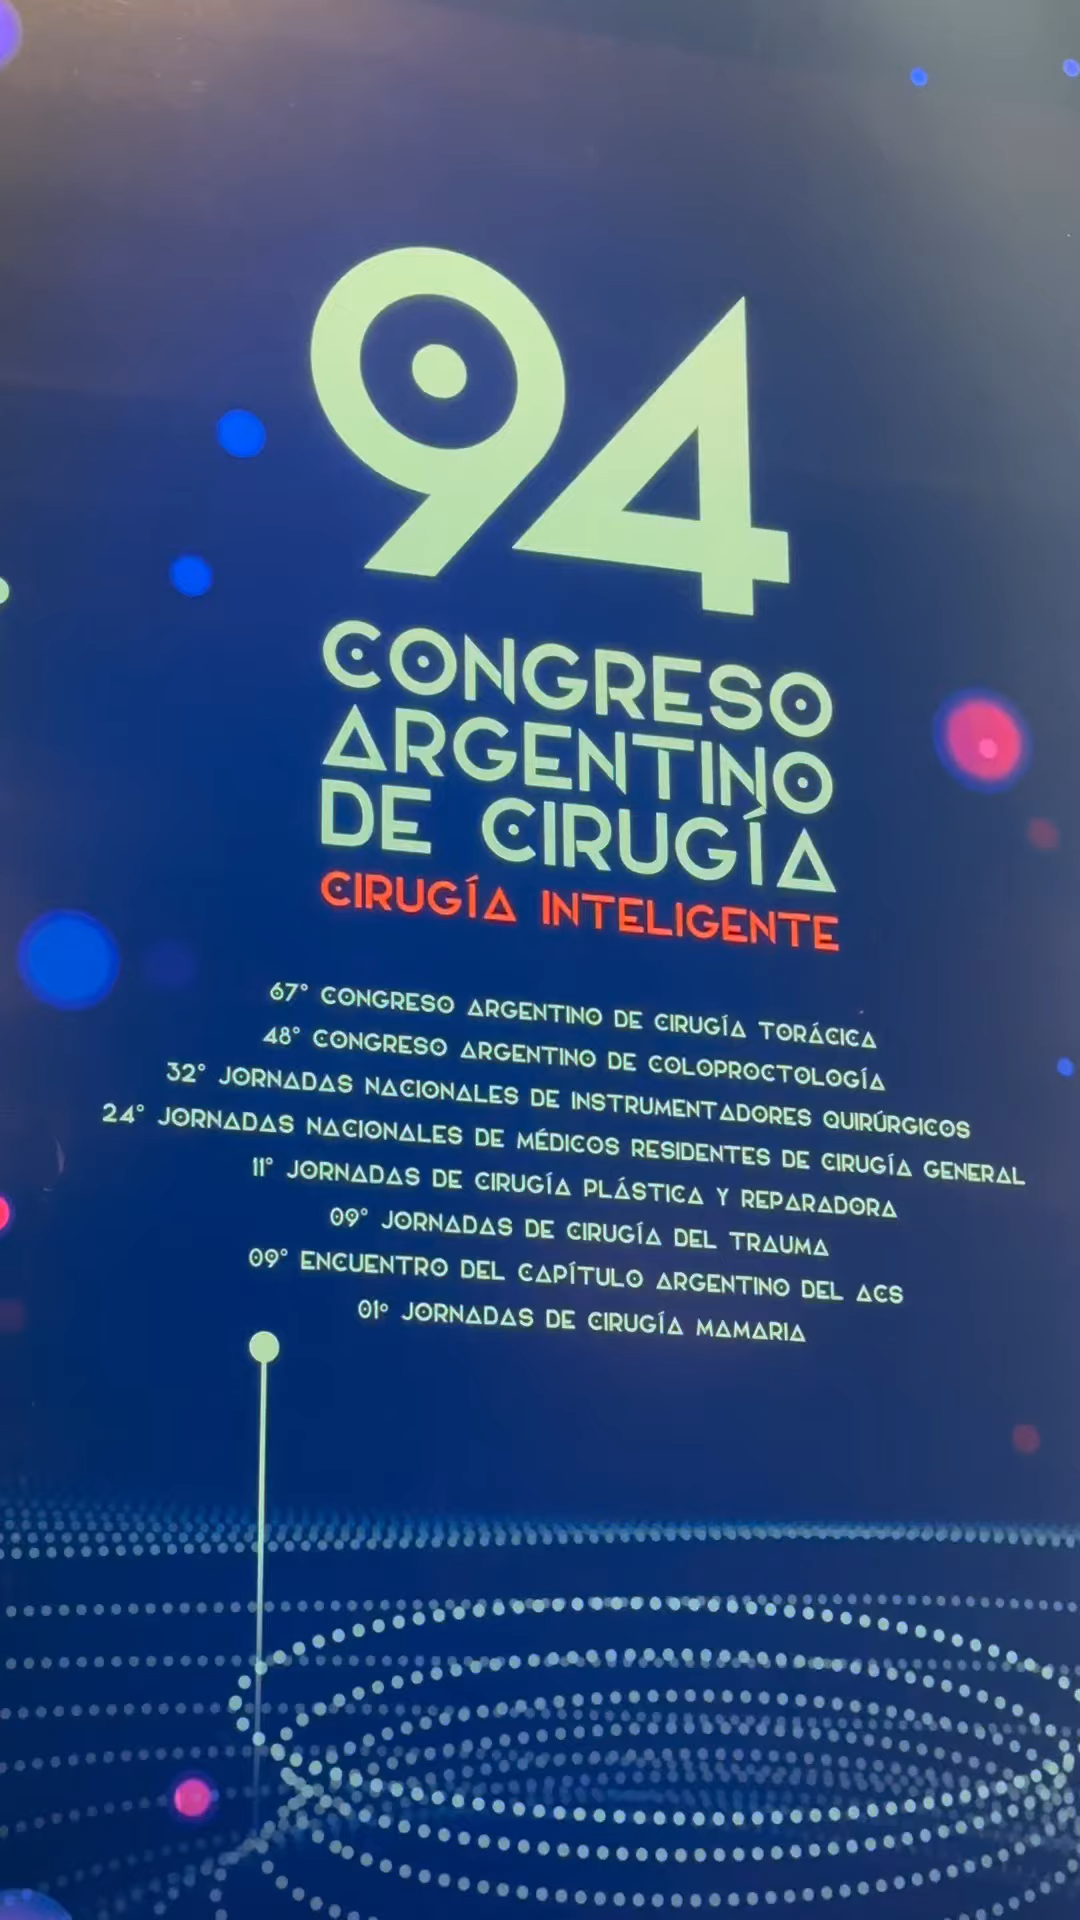 94
CONGRESO
ARGENTINO
DE CIRUGÍA
CIRUGÍA INTELIGENTE
67° CONGRESO ARGENTINO DE CIRUGÍA TORÁCICA
48° CONGRESO ARGENTINO DE COLOPROCTOLOGÍA
32° JORNADAS NACIONALES DE INSTRUMENTADORES QUIRÚRGICOS
24° JORNADAS NACIONALES DE MÉDICOS RESIDENTES DE CIRUGÍA GENERAL
11° JORNADAS DE CIRUGÍA PLÁSTICA Y REPARADORA
09° JORNADAS DE CIRUGÍA DEL TRAUMA
09° ENCUENTRO DEL CAPÍTULO ARGENTINO DEL ACS
01º JORNADAS DE CIRUGÍA MAMARIA